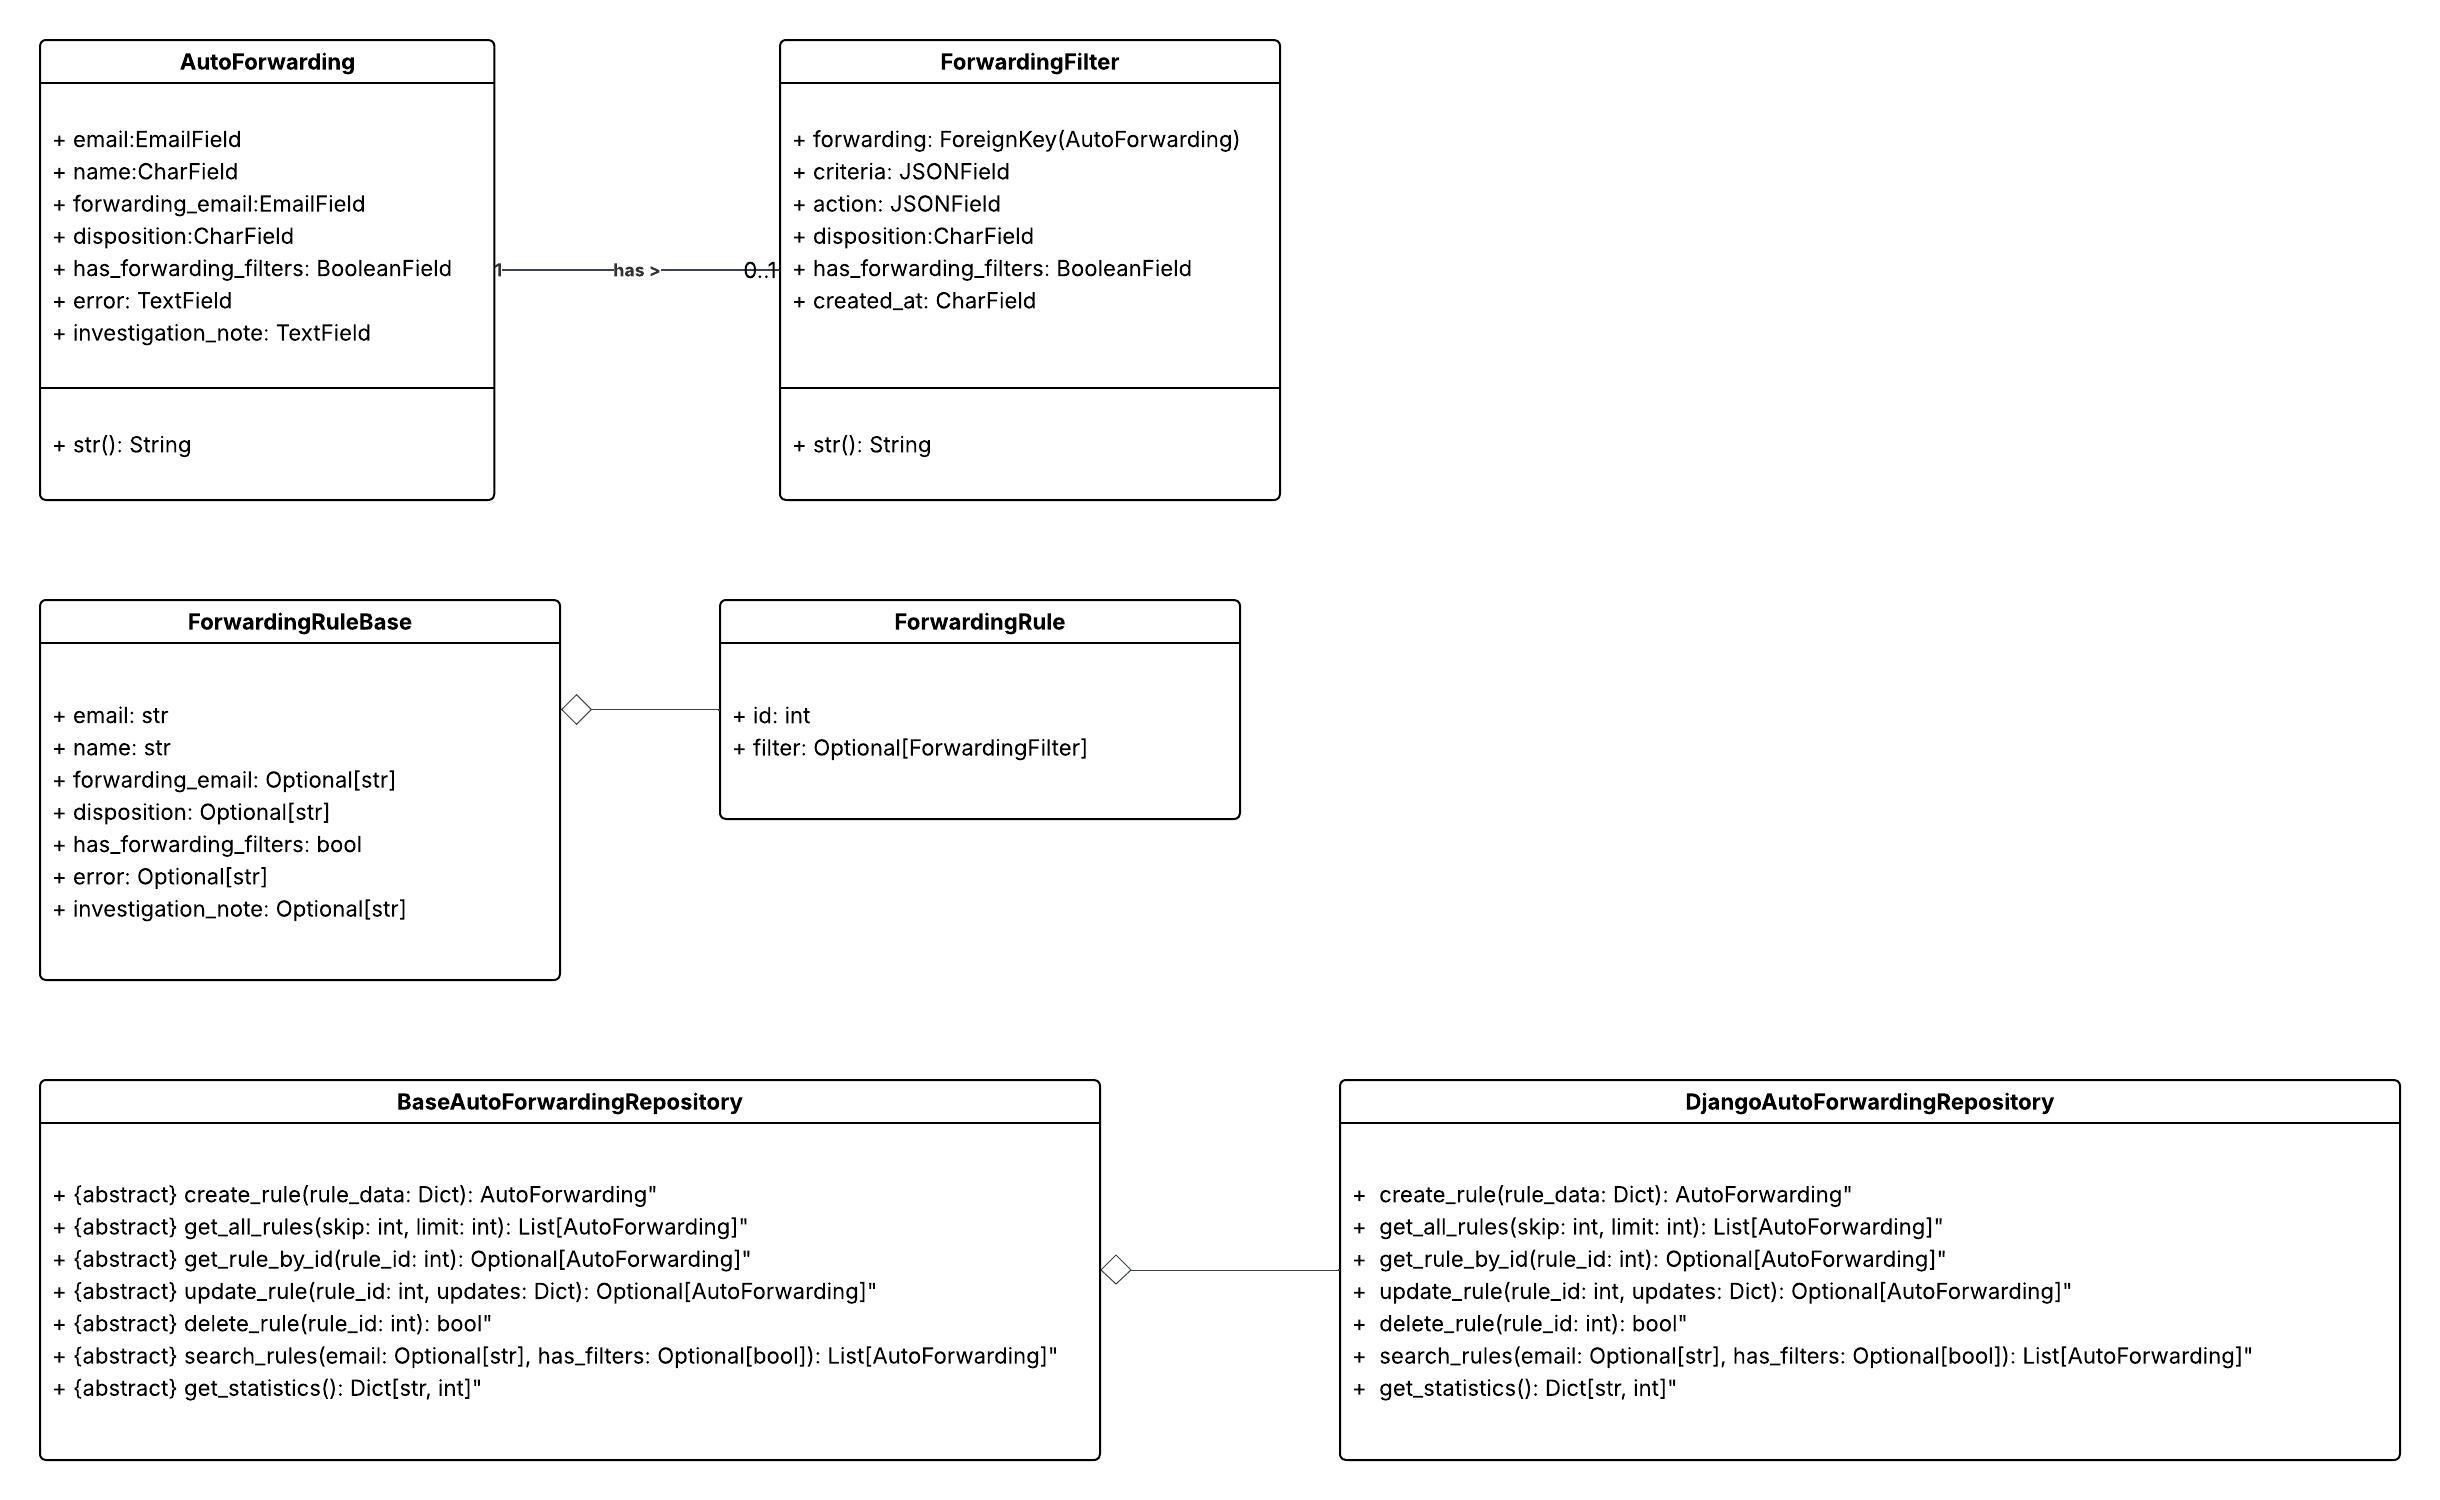 AutoForwarding
+ email:EmailField
+ name:CharField
+ forwarding_email:EmailField
+ disposition:CharField
+ has_forwarding_filters: BooleanField
+ error: TextField
+ investigation_note: TextField
+ str(): String
1
has >
0..1
ForwardingFilter
+ forwarding: ForeignKey(AutoForwarding)
+ criteria: JSONField
+ action: JSONField
+ disposition:CharField
+ has_forwarding_filters: BooleanField
+ created_at: CharField
+ str(): String
ForwardingRuleBase
+ email: str
+ name: str
+ forwarding_email: Optional[str]
+ disposition: Optional[str]
+ has_forwarding_filters: bool
+ error: Optional[str]
+ investigation_note: Optional[str]
ForwardingRule
+ id: int
+ filter: Optional[ForwardingFilter]
BaseAutoForwardingRepository
+ {abstract} create_rule(rule_data: Dict): AutoForwarding"
+ {abstract} get_all_rules(skip: int, limit: int): List[AutoForwarding]"
+ {abstract} get_rule_by_id(rule_id: int): Optional[AutoForwarding]"
+ {abstract} update_rule(rule_id: int, updates: Dict): Optional[AutoForwarding]"
+ {abstract} delete_rule(rule_id: int): bool"
+ {abstract} search_rules(email: Optional[str], has_filters: Optional[bool]): List[AutoForwarding]"
+ {abstract} get_statistics(): Dict[str, int]"
DjangoAutoForwardingRepository
+ create_rule(rule_data: Dict): AutoForwarding"
+ get_all_rules(skip: int, limit: int): List[AutoForwarding]"
+ get_rule_by_id(rule_id: int): Optional[AutoForwarding]"
+ update_rule(rule_id: int, updates: Dict): Optional[AutoForwarding]"
+ delete_rule(rule_id: int): bool"
+ search_rules(email: Optional[str], has_filters: Optional[bool]): List[AutoForwarding]"
+ get_statistics(): Dict[str, int]"